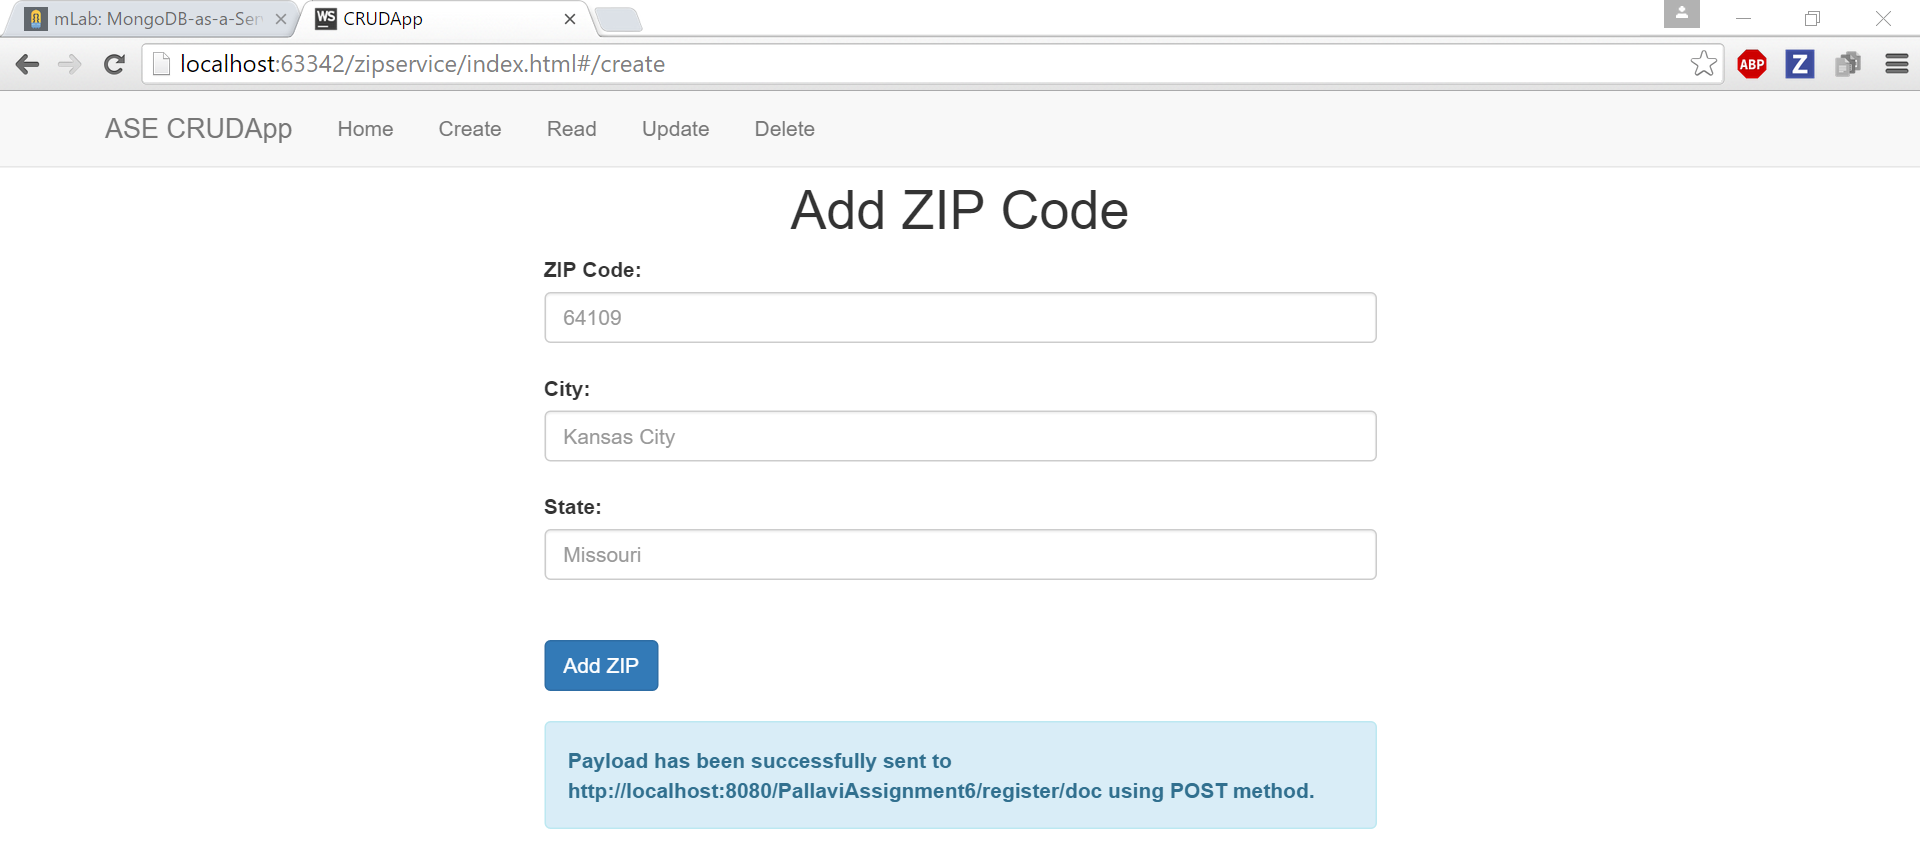 mLab: MongoDB-as-a-Ser
WS CRUDApp
localhost:63342/zipservice/index.html#/create
ABP
Z
ASE CRUDApp Home Create Read Update Delete
Add ZIP Code
ZIP Code:
64109
City:
Kansas City
State:
Missouri
Add ZIP
Payload has been successfully sent to
http://localhost:8080/PallaviAssignment6/register/doc using POST method.